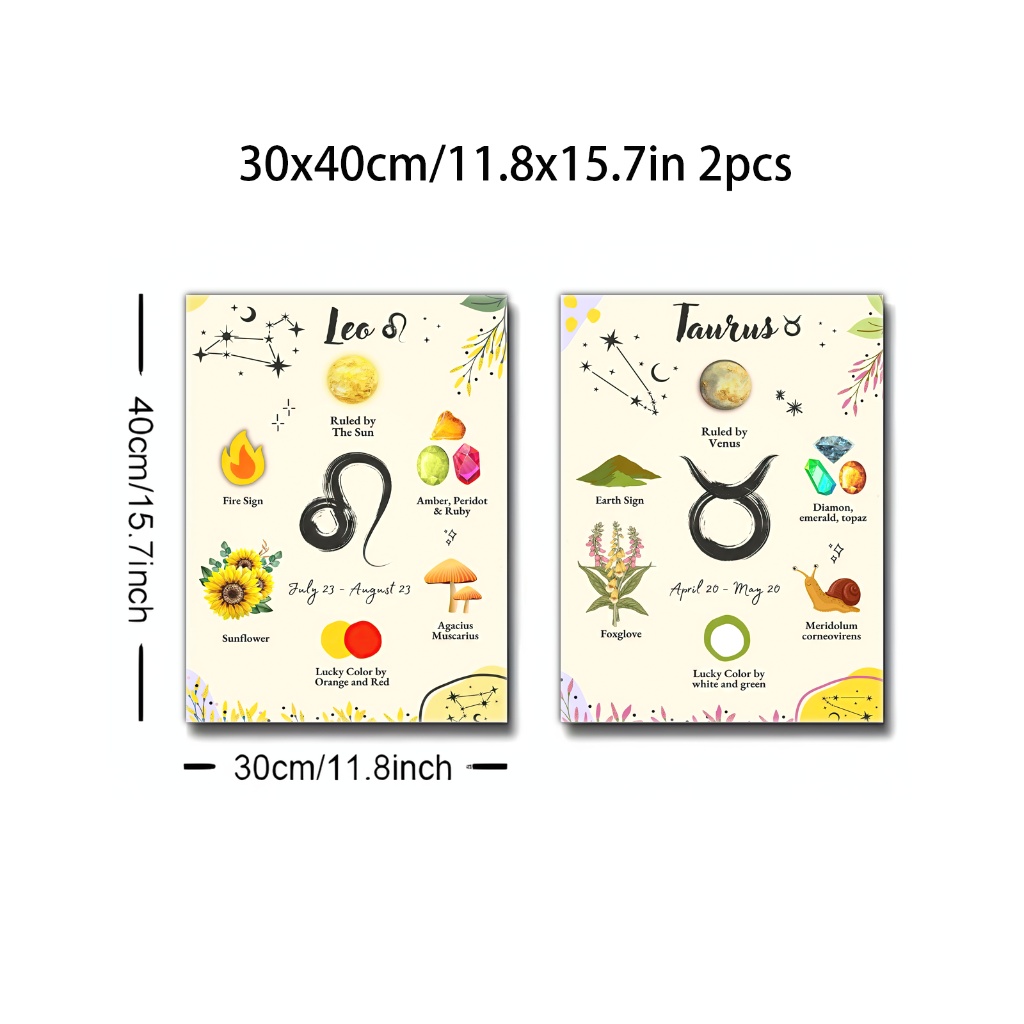 30x40cm/11.8x15.7in 2pcs
40cm/15.7inch
Leo
Ruled by
The Sun
Fire Sign
Amber, Peridot
& Ruby
July 23 - August 23
Sunflower
Agacius
Muscarius
Lucky Color by
Orange and Red
30cm/11.8inch
Taurus
Ruled by
Venus
Earth Sign
Diamon,
emerald, topaz
April 20 - May 20
Foxglove
Meridolum
corneovirens
Lucky Color by
white and green